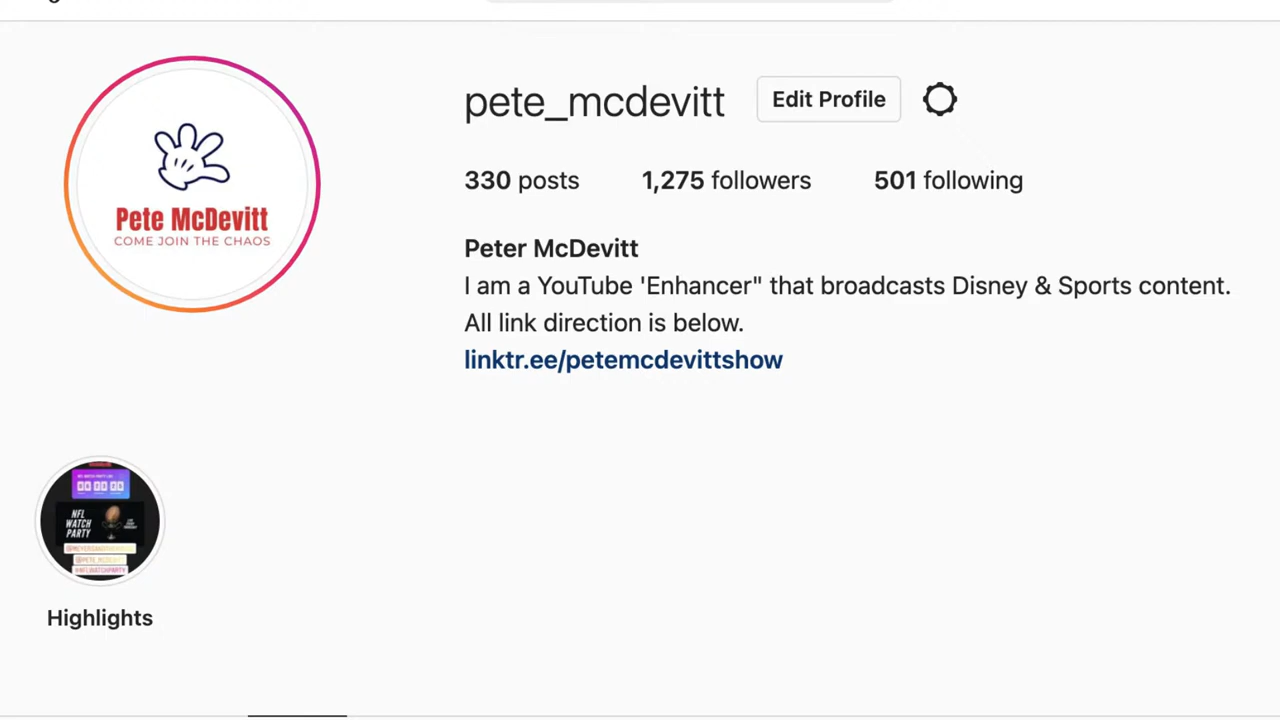 pete_mcdevitt Edit Profile
330 posts 1,275 followers 501 following
Pete McDevitt
COME JOIN THE CHAOS
Peter McDevitt
I am a YouTube 'Enhancer" that broadcasts Disney & Sports content.
All link direction is below.
linktr.ee/petemcdevittshow
NFL
WATCH
PARTY
Highlights